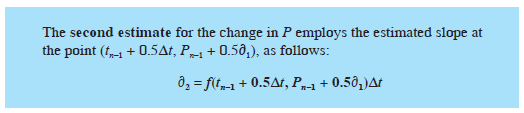 The second estimate for the change in P employs the estimated slope at
the point (tₙ₋₁ + 0.5Δt, Pₙ₋₁ + 0.5∂₁), as follows:
∂₂ = f(tₙ₋₁ + 0.5Δt, Pₙ₋₁ + 0.5∂₁)Δt